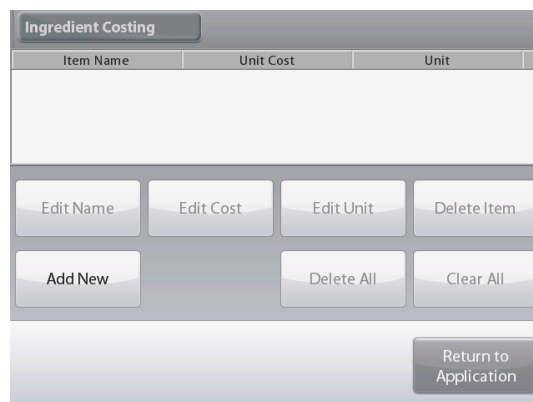 Ingredient Costing
Item Name Unit Cost Unit
Edit Name Edit Cost Edit Unit Delete Item
Add New Delete All Clear All
Return to
Application